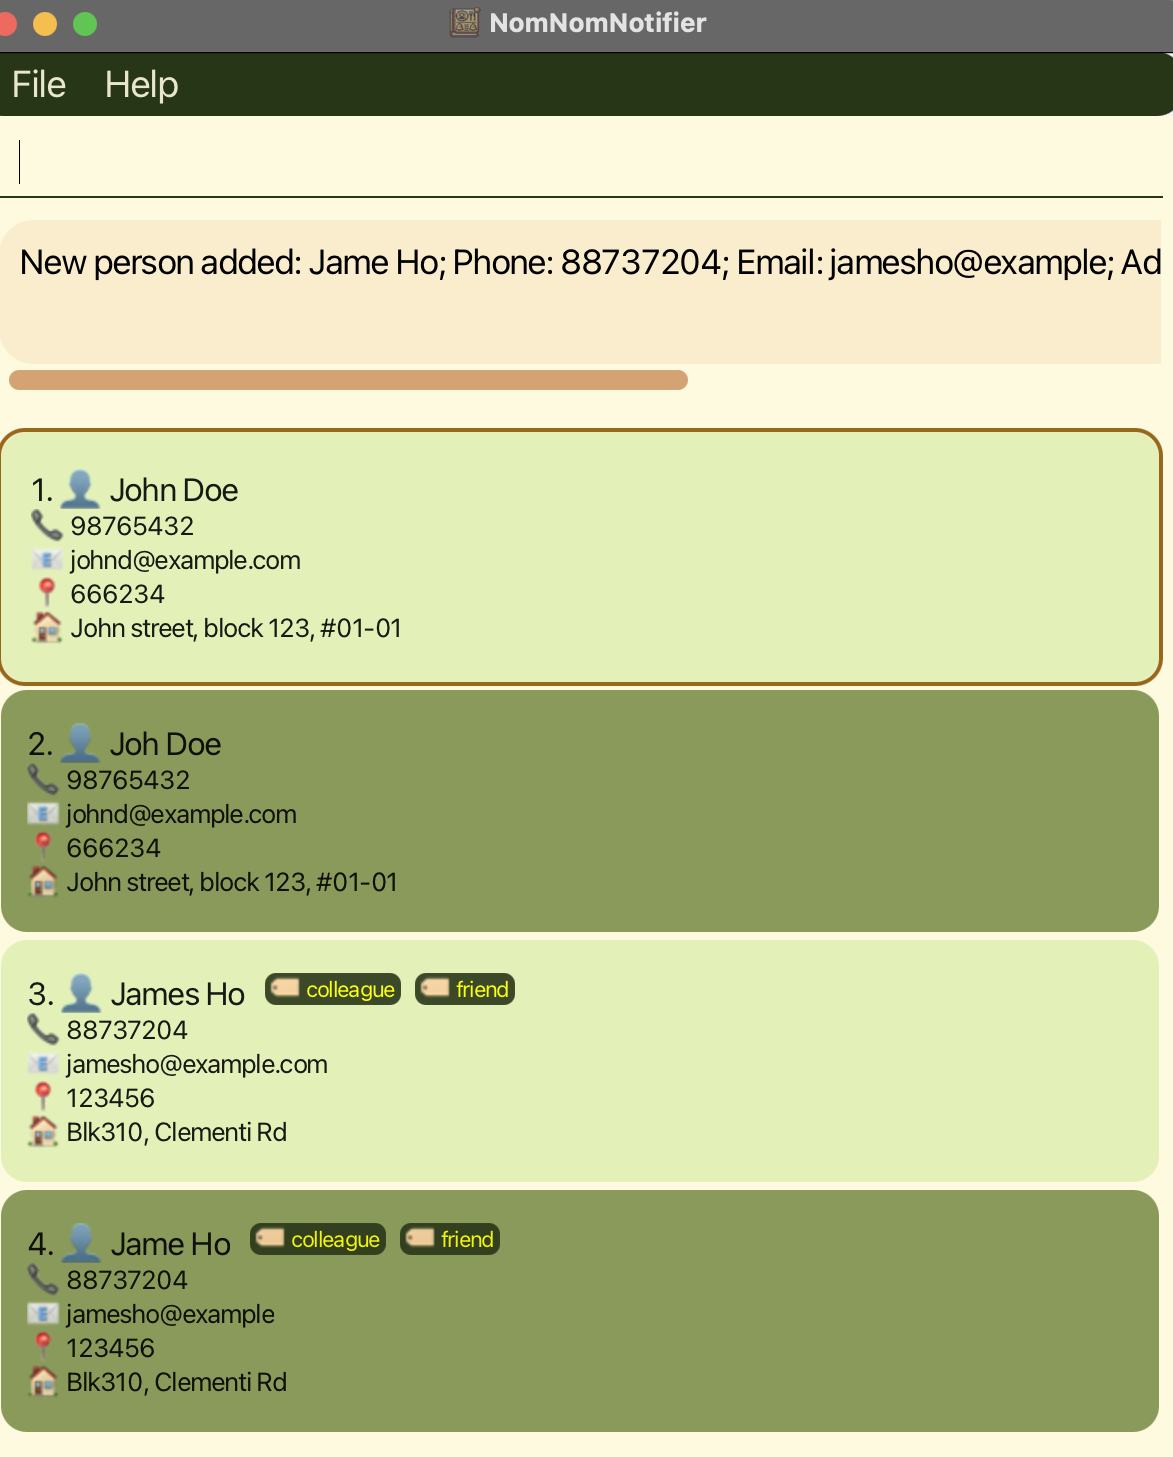 NomNomNotifier
File Help
New person added: Jame Ho; Phone: 88737204; Email: jamesho@example; Ad
1. John Doe
98765432
johnd@example.com
666234
John street, block 123, #01-01
2. Joh Doe
98765432
johnd@example.com
666234
John street, block 123, #01-01
3. James Ho colleague friend
88737204
jamesho@example.com
123456
Blk310, Clementi Rd
4. Jame Ho colleague friend
88737204
jamesho@example
123456
Blk310, Clementi Rd